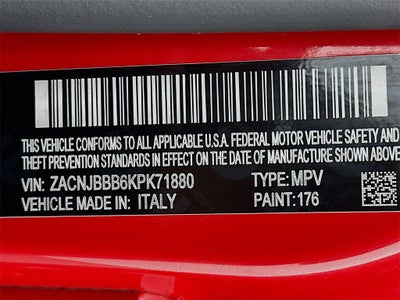 THIS VEHICLE CONFORMS TO ALL APPLICABLE U.S.A. FEDERAL MOTOR VEHICLE SAFETY AND
THEFT PREVENTION STANDARDS IN EFFECT ON THE DATE OF MANUFACTURE SHOWN ABOVE
VIN: ZACNJBBB6KPK71880 TYPE: MPV
VEHICLE MADE IN: ITALY PAINT: 176